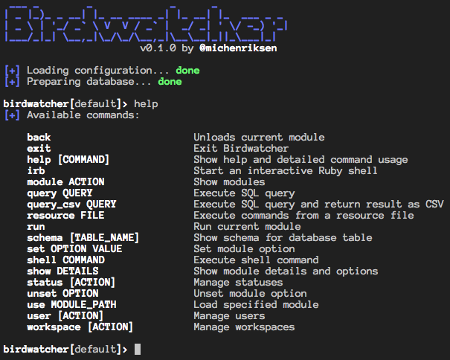 v0.1.0 by @michenriksen
[+] Loading configuration... done
[+] Preparing database... done
birdwatcher[default]> help
[+] Available commands:
back Unloads current module
exit Exit Birdwatcher
help [COMMAND] Show help and detailed command usage
irb Start an interactive Ruby shell
module ACTION Show modules
query QUERY Execute SQL query
query_csv QUERY Execute SQL query and return result as CSV
resource FILE Execute commands from a resource file
run Run current module
schema [TABLE_NAME] Show schema for database table
set OPTION VALUE Set module option
shell COMMAND Execute shell command
show DETAILS Show module details and options
status [ACTION] Manage statuses
unset OPTION Unset module option
use MODULE_PATH Load specified module
user [ACTION] Manage users
workspace [ACTION] Manage workspaces
birdwatcher[default]>